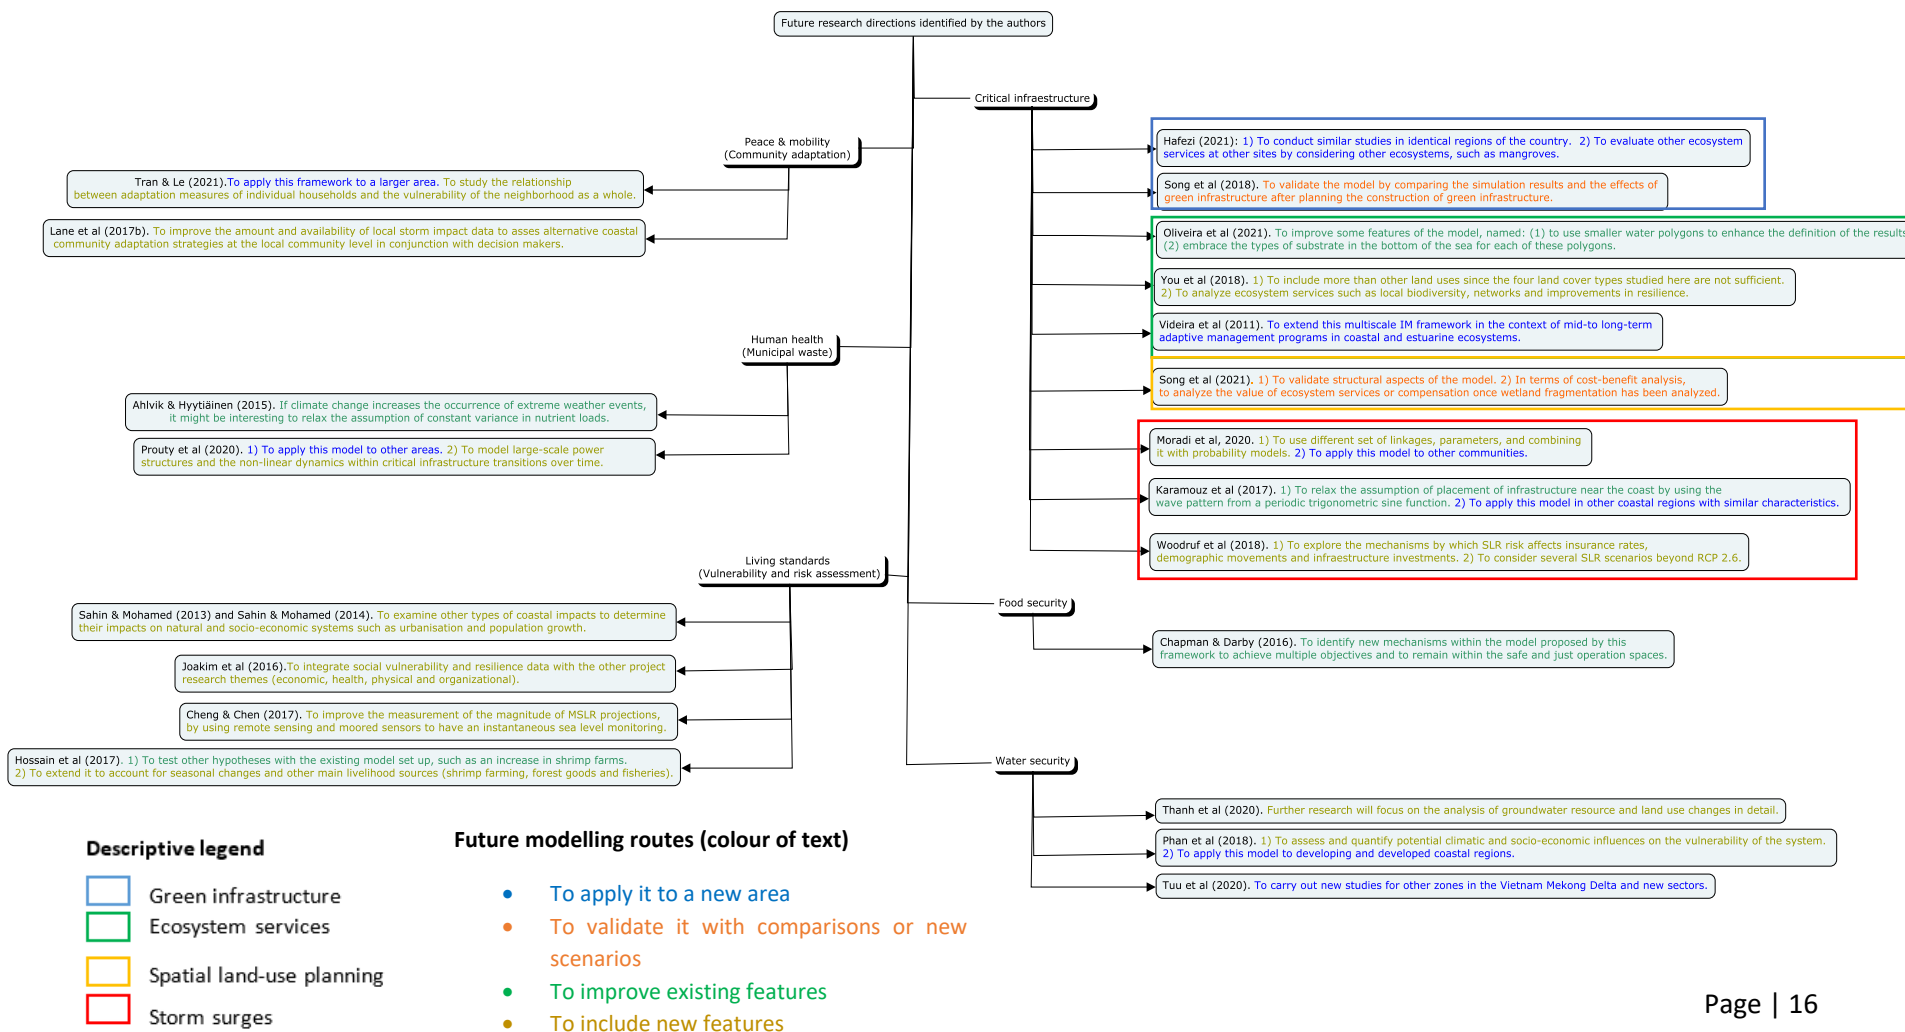 Future research directions identified by the authors
Critical infraestructure
Hafezi (2021): 1) To conduct similar studies in identical regions of the country. 2) To evaluate other ecosystem
services at other sites by considering other ecosystems, such as mangroves.
Song et al (2018). To validate the model by comparing the simulation results and the effects of
green infrastructure after planning the construction of green infrastructure.
Oliveira et al (2021). To improve some features of the model, named: (1) to use smaller water polygons to enhance the definition of the results
(2) embrace the types of substrate in the bottom of the sea for each of these polygons.
You et al (2018). 1) To include more than other land uses since the four land cover types studied here are not sufficient.
2) To analyze ecosystem services such as local biodiversity, networks and improvements in resilience.
Videira et al (2011). To extend this multiscale IM framework in the context of mid-to long-term
adaptive management programs in coastal and estuarine ecosystems.
Song et al (2021). 1) To validate structural aspects of the model. 2) In terms of cost-benefit analysis,
to analyze the value of ecosystem services or compensation once wetland fragmentation has been analyzed.
Moradi et al, 2020. 1) To use different set of linkages, parameters, and combining
it with probability models. 2) To apply this model to other communities.
Karamouz et al (2017). 1) To relax the assumption of placement of infrastructure near the coast by using the
wave pattern from a periodic trigonometric sine function. 2) To apply this model in other coastal regions with similar characteristics.
Woodruf et al (2018). 1) To explore the mechanisms by which SLR risk affects insurance rates,
demographic movements and infraestructure investments. 2) To consider several SLR scenarios beyond RCP 2.6.
Peace & mobility
(Community adaptation)
Tran & Le (2021).To apply this framework to a larger area. To study the relationship
between adaptation measures of individual households and the vulnerability of the neighborhood as a whole.
Lane et al (2017b). To improve the amount and availability of local storm impact data to asses alternative coastal
community adaptation strategies at the local community level in conjunction with decision makers.
Human health
(Municipal waste)
Ahlvik & Hyytiäinen (2015). If climate change increases the occurrence of extreme weather events,
it might be interesting to relax the assumption of constant variance in nutrient loads.
Prouty et al (2020). 1) To apply this model to other areas. 2) To model large-scale power
structures and the non-linear dynamics within critical infrastructure transitions over time.
Living standards
(Vulnerability and risk assessment)
Sahin & Mohamed (2013) and Sahin & Mohamed (2014). To examine other types of coastal impacts to determine
their impacts on natural and socio-economic systems such as urbanisation and population growth.
Joakim et al (2016).To integrate social vulnerability and resilience data with the other project
research themes (economic, health, physical and organizational).
Cheng & Chen (2017). To improve the measurement of the magnitude of MSLR projections,
by using remote sensing and moored sensors to have an instantaneous sea level monitoring.
Hossain et al (2017). 1) To test other hypotheses with the existing model set up, such as an increase in shrimp farms.
2) To extend it to account for seasonal changes and other main livelihood sources (shrimp farming, forest goods and fisheries).
Food security
Chapman & Darby (2016). To identify new mechanisms within the model proposed by this
framework to achieve multiple objectives and to remain within the safe and just operation spaces.
Water security
Thanh et al (2020). Further research will focus on the analysis of groundwater resource and land use changes in detail.
Phan et al (2018). 1) To assess and quantify potential climatic and socio-economic influences on the vulnerability of the system.
2) To apply this model to developing and developed coastal regions.
Tuu et al (2020). To carry out new studies for other zones in the Vietnam Mekong Delta and new sectors.
Descriptive legend
Green infrastructure
Ecosystem services
Spatial land-use planning
Storm surges
Future modelling routes (colour of text)
• To apply it to a new area
• To validate it with comparisons or new
scenarios
• To improve existing features
• To include new features
Page | 16